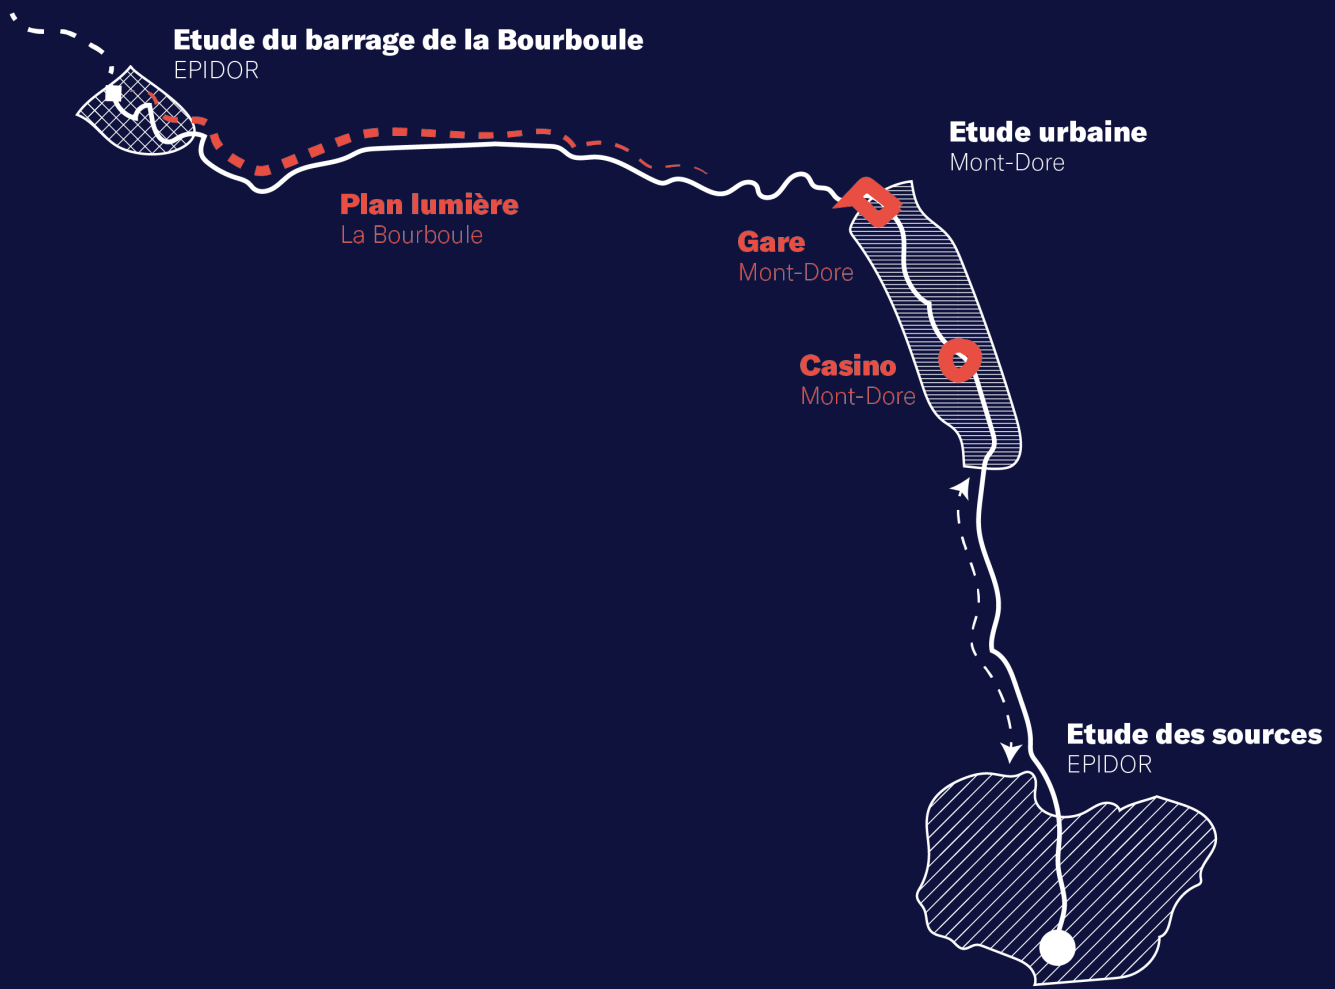 Etude du barrage de la Bourboule
EPIDOR
Etude urbaine
Mont-Dore
Plan lumière
La Bourboule
Gare
Mont-Dore
Casino
Mont-Dore
Etude des sources
EPIDOR